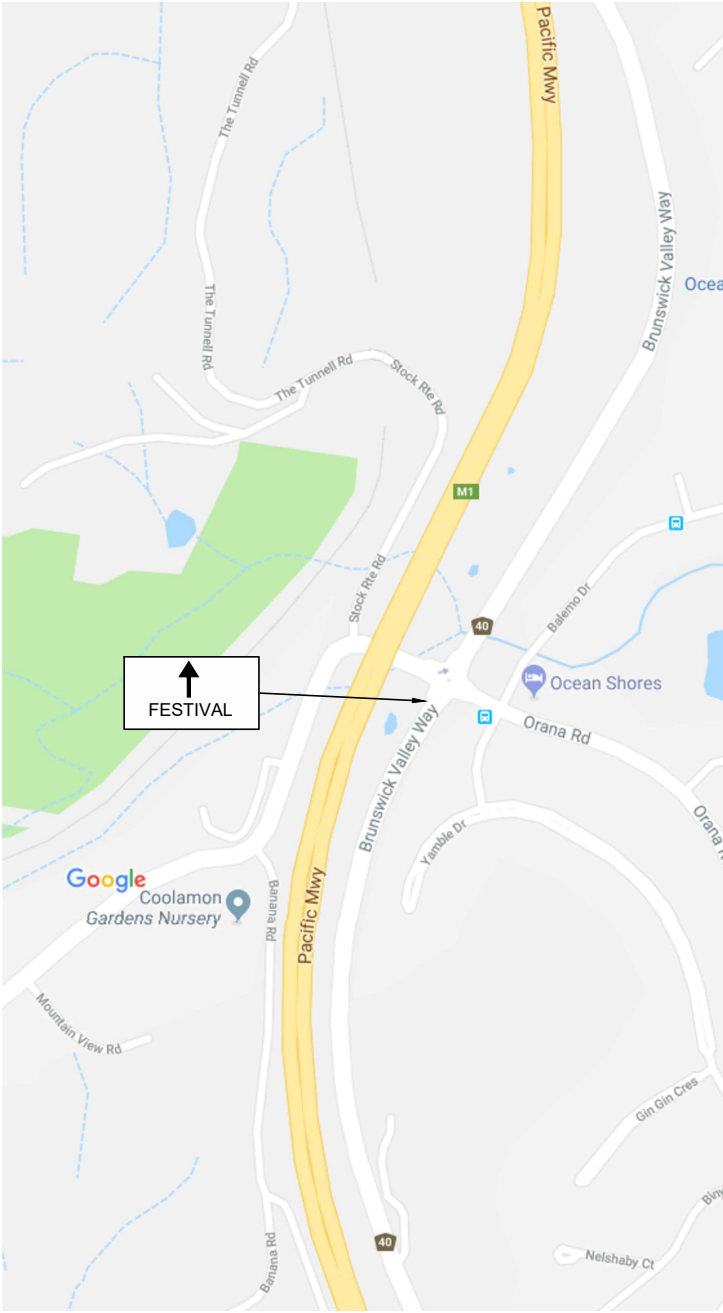 Pacific Mwy
The Tunnell Rd
Brunswick Valley Way
Ocea
The Tunnell Rd
The Tunnell Rd
Stock Rte Rd
M1
Stock Rte Rd
Balemo Dr
40
FESTIVAL
Ocean Shores
Orana Rd
Brunswick Valley Way
Yamble Dr
Orana R
Google
Coolamon
Gardens Nursery
Banana Rd
Pacific Mwy
Mountain View Rd
Gin Gin Cres
Biny
40
Nelshaby Ct
Banana Rd